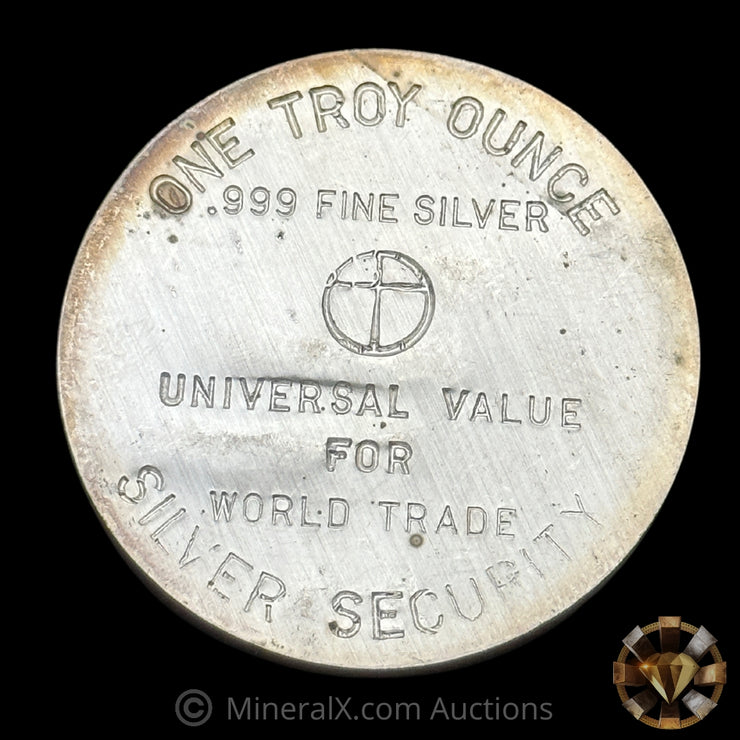 ONE TROY OUNCE
.999 FINE SILVER
UNIVERSAL VALUE
FOR
WORLD TRADE
SILVER SECURITY
© MineralX.com Auctions